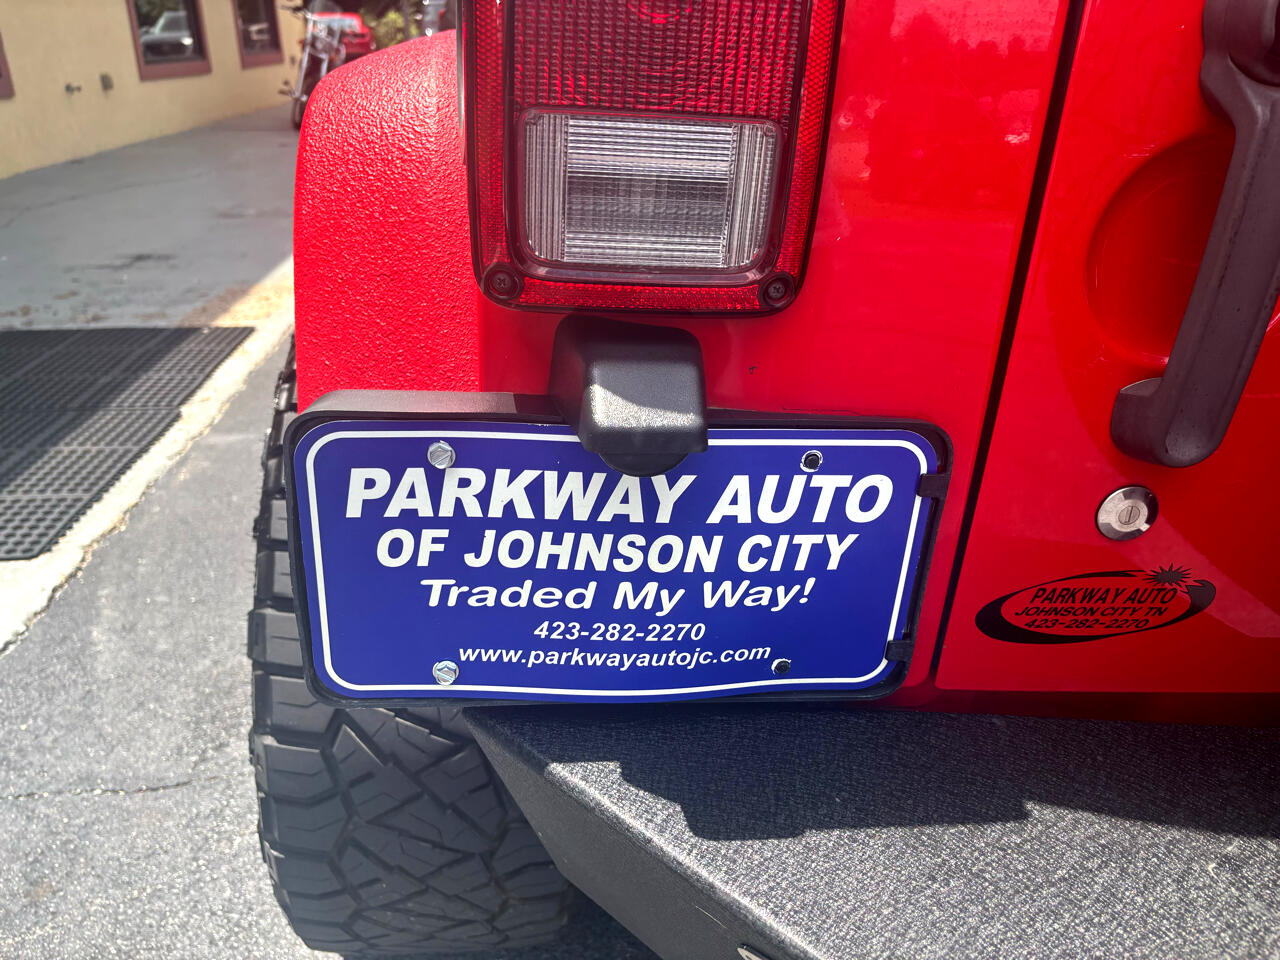 PARKWAY AUTO
OF JOHNSON CITY
Traded My Way!
423-282-2270
www.parkwayautojc.com
PARKWAY AUTO
JOHNSON CITY TN
423-282-2270